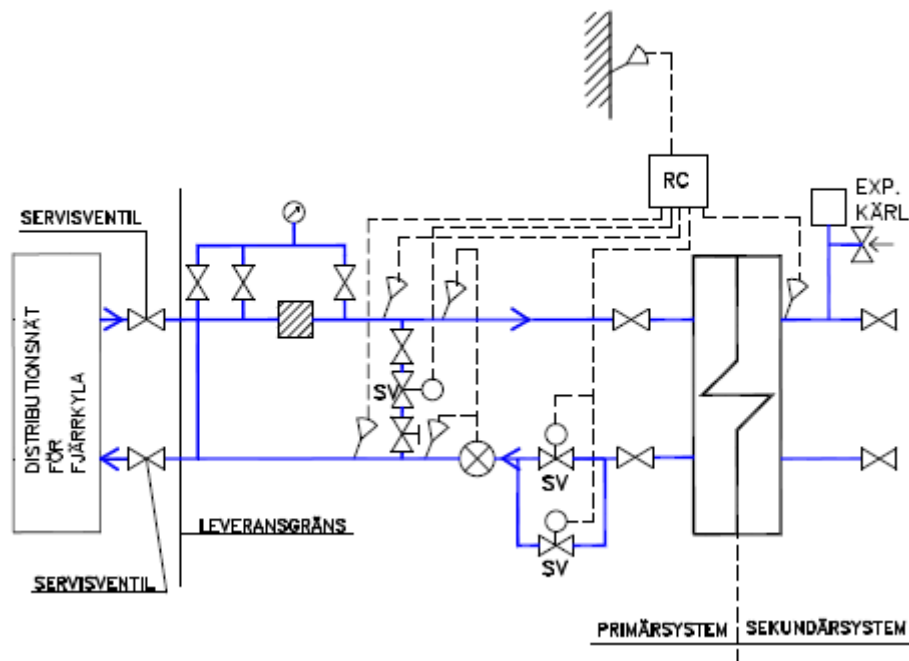 RC
EXP.
KÄRL
SERVISVENTIL
DISTRIBUTIONSNÄT
FÖR
FJÄRRKYLA
SV
SV
SV
LEVERANSGRÄNS
SERVISVENTIL
PRIMÄRSYSTEM
SEKUNDÄRSYSTEM